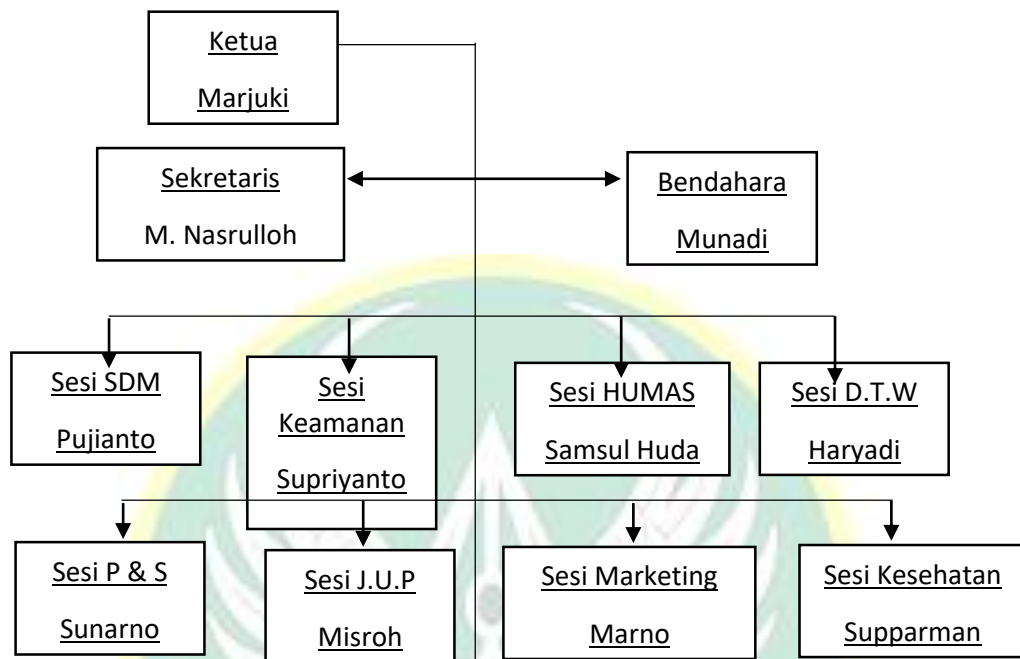 Ketua
Marjuki
Sekretaris
M. Nasrulloh
Bendahara
Munadi
Sesi SDM
Pujianto
Sesi
Keamanan
Supriyanto
Sesi HUMAS
Samsul Huda
Sesi D.T.W
Haryadi
Sesi P & S
Sunarno
Sesi J.U.P
Misroh
Sesi Marketing
Marno
Sesi Kesehatan
Supparman